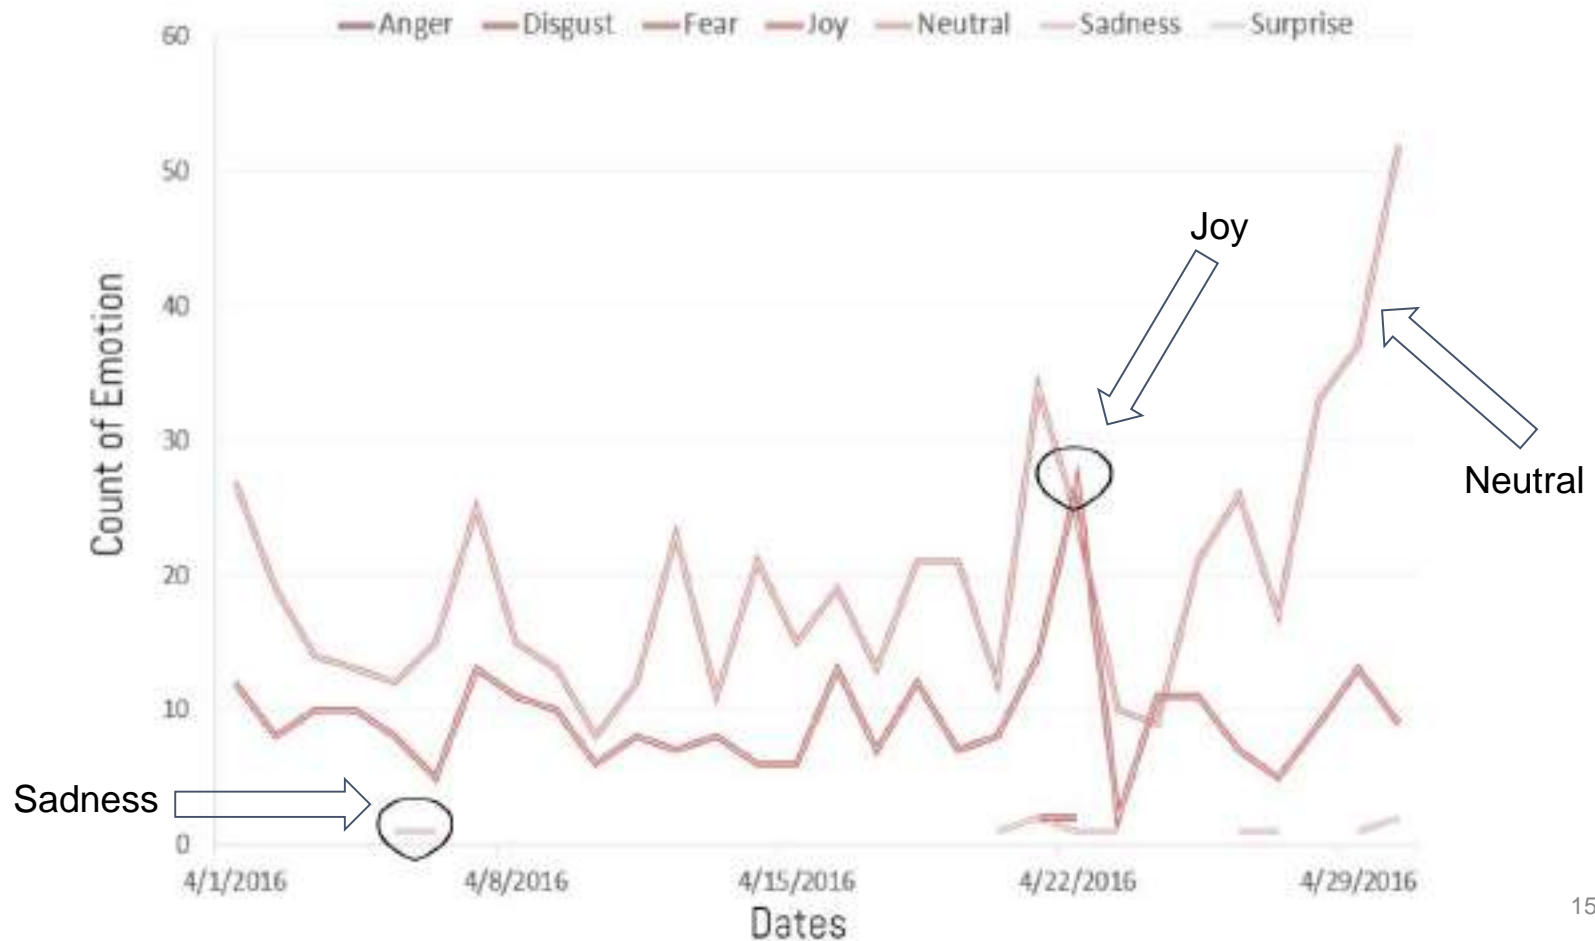 Anger Disgust Fear Joy Neutral Sadness Surprise
60
50
40
30
20
10
0
Count of Emotion
Joy
Neutral
Sadness
4/1/2016 4/8/2016 4/15/2016 4/22/2016 4/29/2016
Dates
15